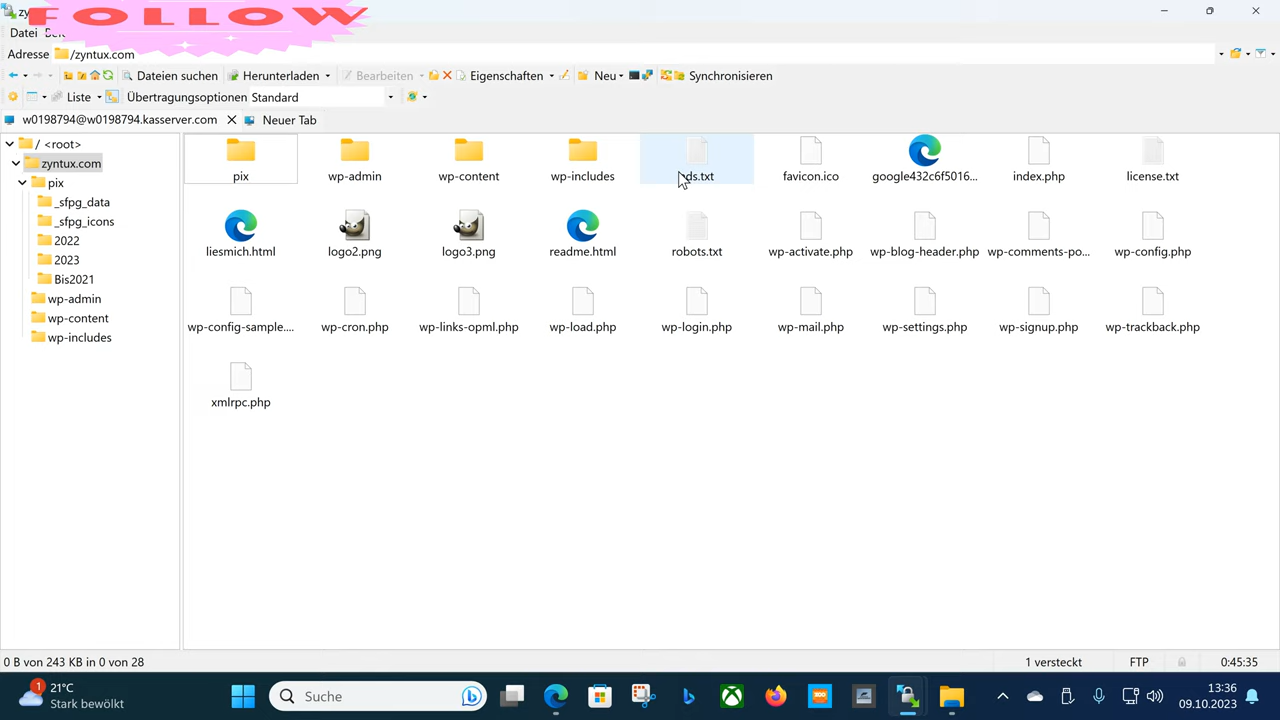 FOLLOW
zy
Datei
Adresse /zyntux.com
Dateien suchen Herunterladen Bearbeiten Eigenschaften Neu Synchronisieren
Liste Übertragungsoptionen Standard
w0198794@w0198794.kasserver.com Neuer Tab
/ <root>
zyntux.com
pix
_sfpg_data
_sfpg_icons
2022
2023
Bis2021
wp-admin
wp-content
wp-includes
pix wp-admin wp-content wp-includes ds.txt favicon.ico google432c6f5016... index.php license.txt
liesmich.html logo2.png logo3.png readme.html robots.txt wp-activate.php wp-blog-header.php wp-comments-po... wp-config.php
wp-config-sample.... wp-cron.php wp-links-opml.php wp-load.php wp-login.php wp-mail.php wp-settings.php wp-signup.php wp-trackback.php
xmlrpc.php
0 B von 243 KB in 0 von 28 1 versteckt FTP 0:45:35
1 21°C
Stark bewölkt
Suche
13:36
09.10.2023